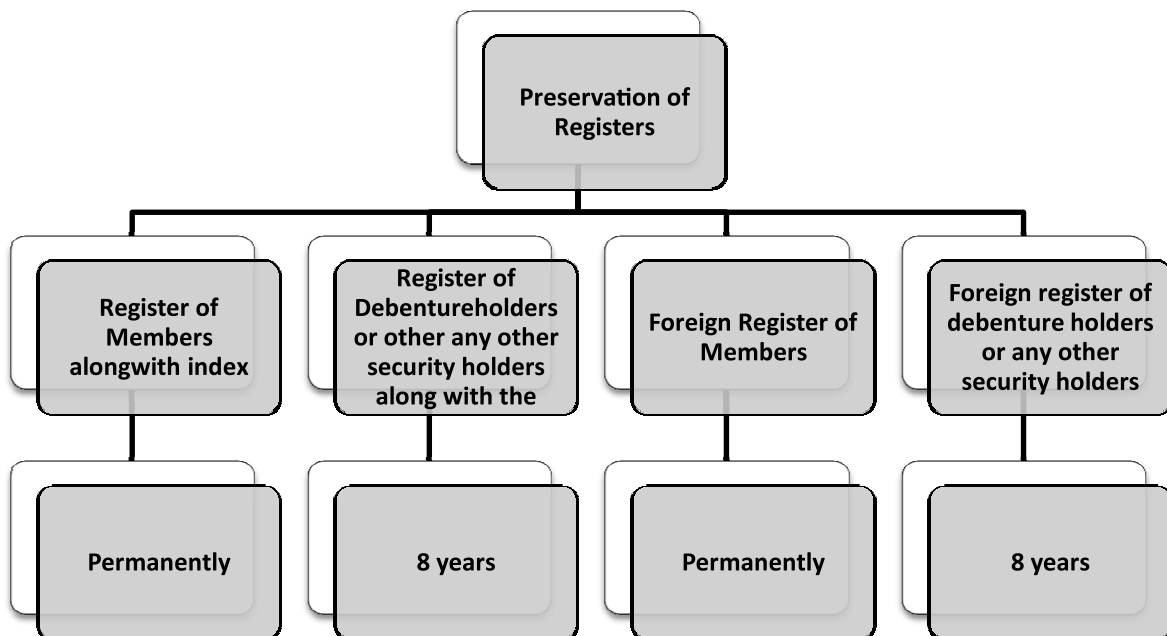 Preservation of
Registers
Register of
Members
alongwith index
Register of
Debentureholders
or other any other
security holders
along with the
Foreign Register of
Members
Foreign register of
debenture holders
or any other
security holders
Permanently
8 years
Permanently
8 years